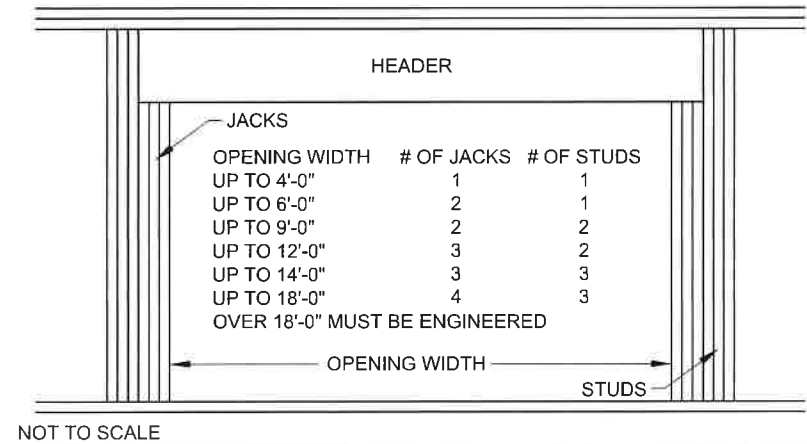 HEADER
JACKS
OPENING WIDTH # OF JACKS # OF STUDS
UP TO 4'-0" 1 1
UP TO 6'-0" 2 1
UP TO 9'-0" 2 2
UP TO 12'-0" 3 2
UP TO 14'-0" 3 3
UP TO 18'-0" 4 3
OVER 18'-0" MUST BE ENGINEERED
OPENING WIDTH
STUDS
NOT TO SCALE